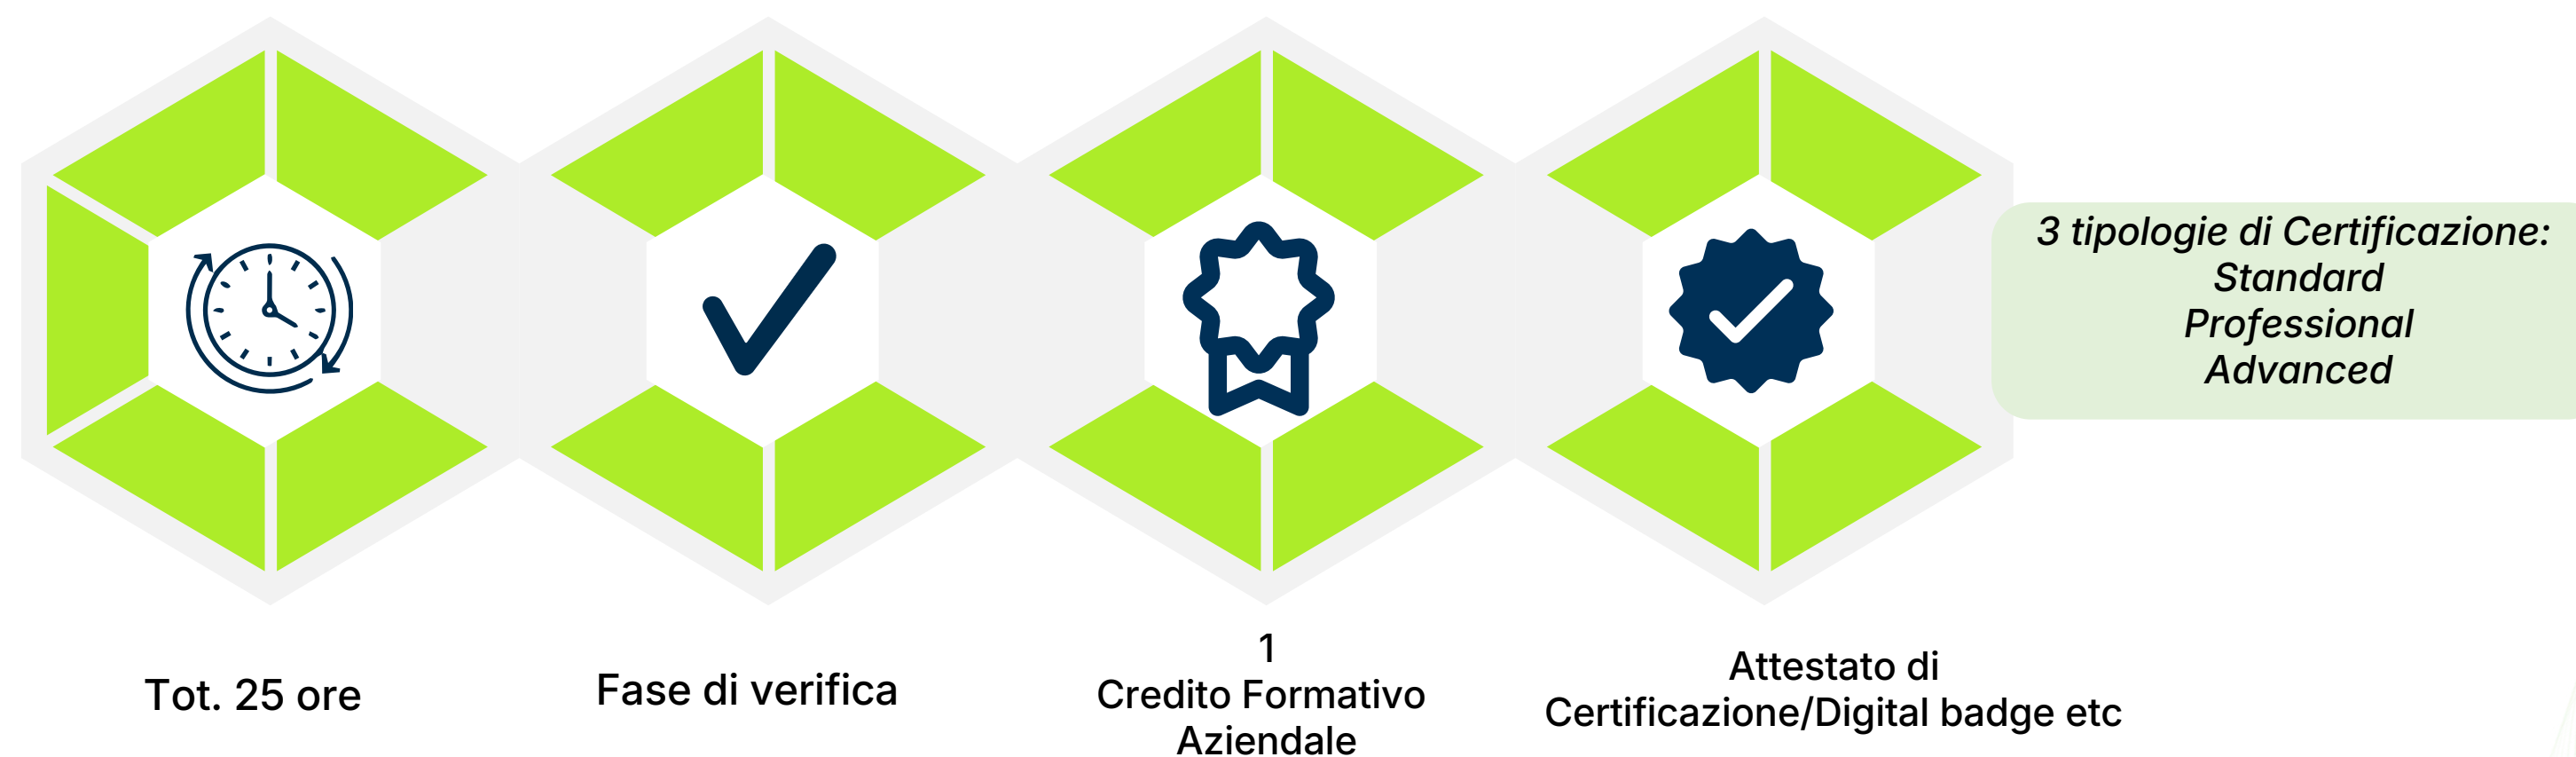 3 tipologie di Certificazione:
Standard
Professional
Advanced
Tot. 25 ore
Fase di verifica
1
Credito Formativo
Aziendale
Attestato di
Certificazione/Digital badge etc